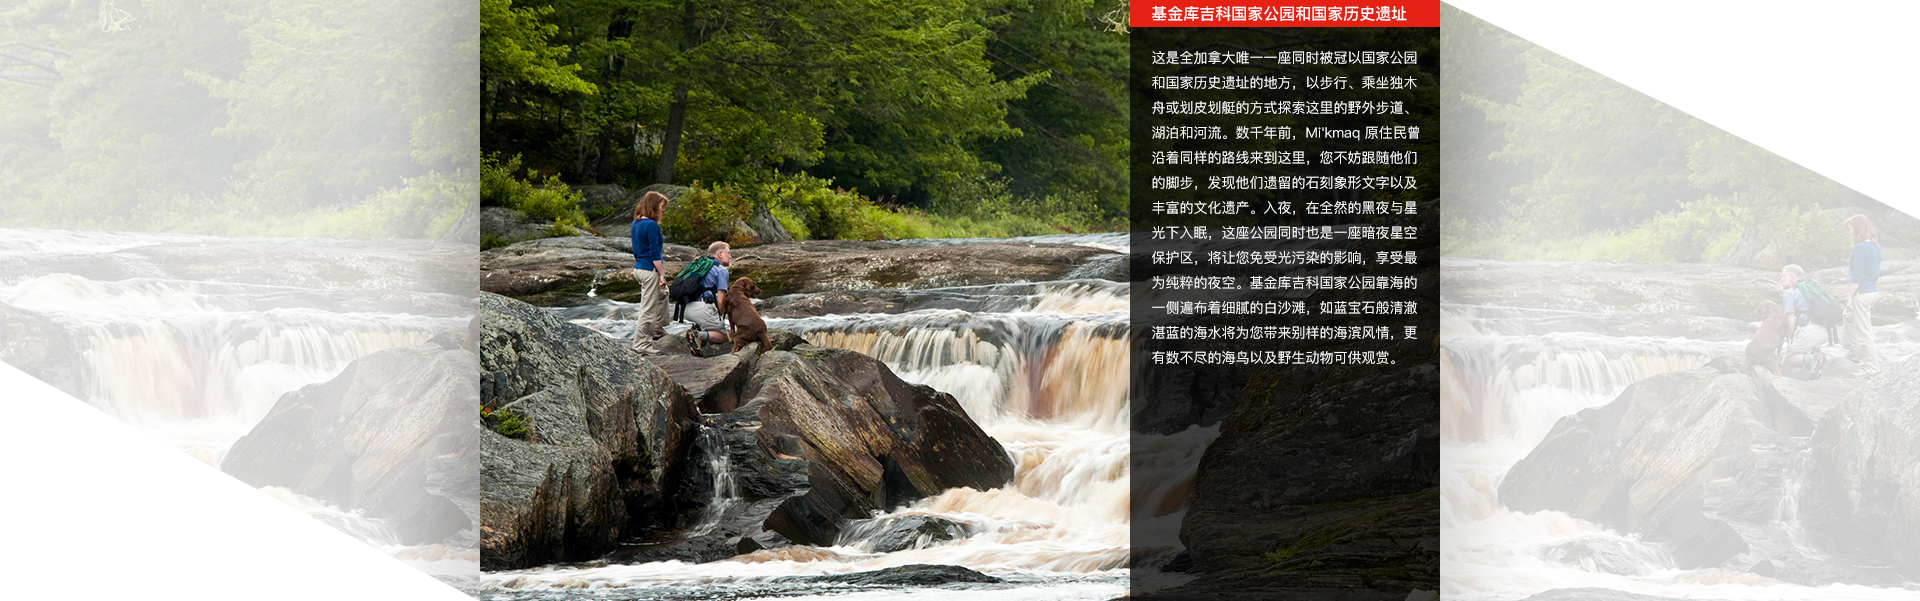 基金库吉科国家公园和国家历史遗址
这是全加拿大唯一一座同时被冠以国家公园
和国家历史遗址的地方，以步行、乘坐独木
舟或划皮划艇的方式探索这里的野外步道、
湖泊和河流。数千年前，Mi'kmaq 原住民曾
沿着同样的路线来到这里，您不妨跟随他们
的脚步，发现他们遗留的石刻象形文字以及
丰富的文化遗产。入夜，在全然的黑夜与星
光下入眠，这座公园同时也是一座暗夜星空
保护区，将让您免受光污染的影响，享受最
为纯粹的夜空。基金库吉科国家公园靠海的
一侧遍布着细腻的白沙滩，如蓝宝石般清澈
湛蓝的海水将为您带来别样的海滨风情，更
有数不尽的海鸟以及野生动物可供观赏。